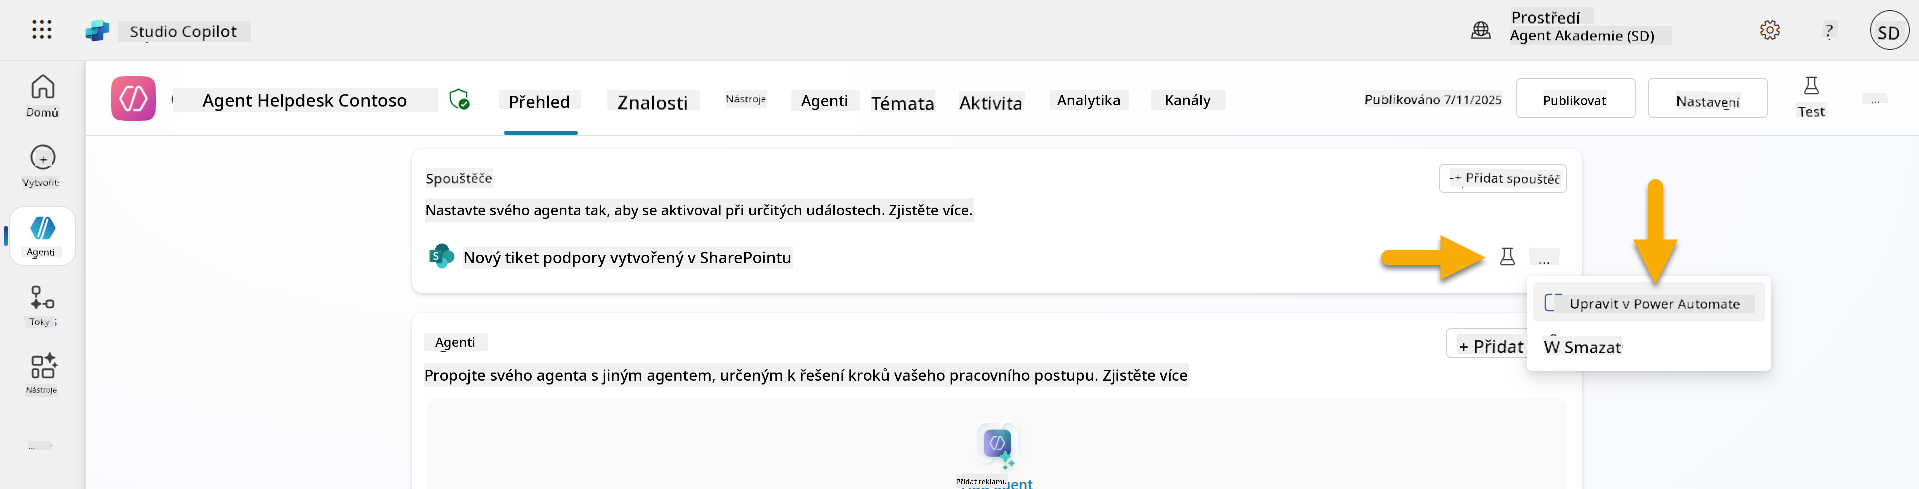 Studio Copilot
Prostředí
Agent Akademie (SD)
?
SD
Domů
Vytvořit
Agenti
Toky
Nástroje
...
Agent Helpdesk Contoso
Přehled
Znalosti
Nástroje
Agenti
Témata
Aktivita
Analytika
Kanály
Publikováno 7/11/2025
Publikovat
Nastavení
Test
...
Spouštěče
+ Přidat spouštěč
Nastavte svého agenta tak, aby se aktivoval při určitých událostech. Zjistěte více.
Nový tiket podpory vytvořený v SharePointu
...
Upravit v Power Automate
Smazat
Agenti
+ Přidat
Propojte svého agenta s jiným agentem, určeným k řešení kroků vašeho pracovního postupu. Zjistěte více
Přidat reklamu